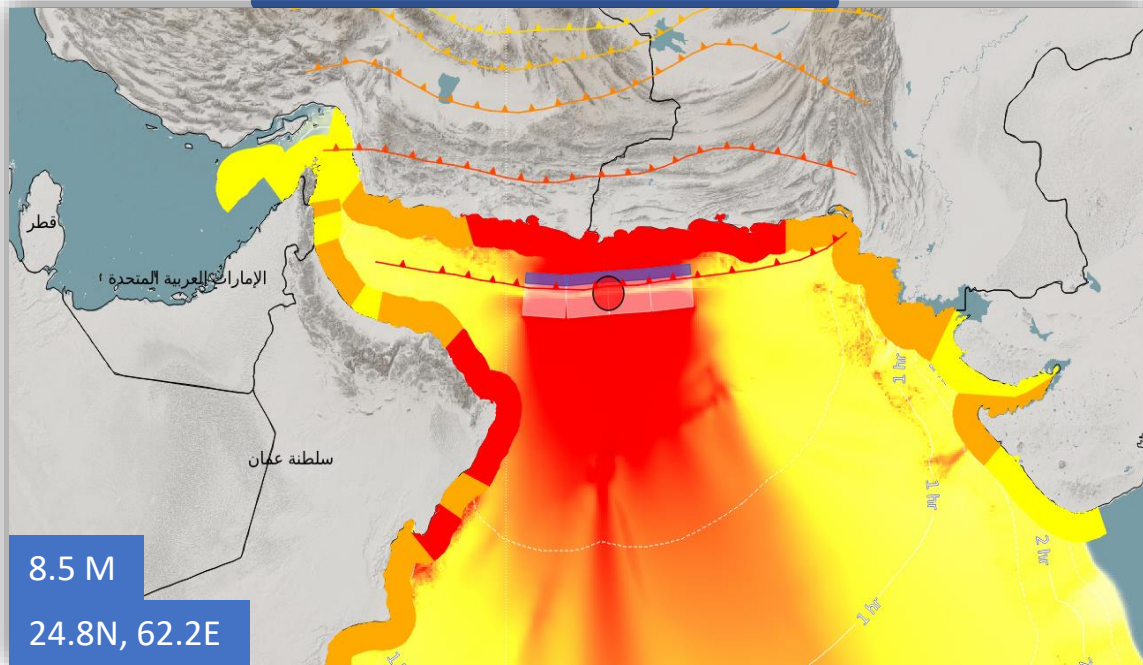 قطر
الإمارات العربية المتحدة
سلطنة عمان
1 hr
1 hr
1 hr
2 hr
8.5 M
24.8N, 62.2E